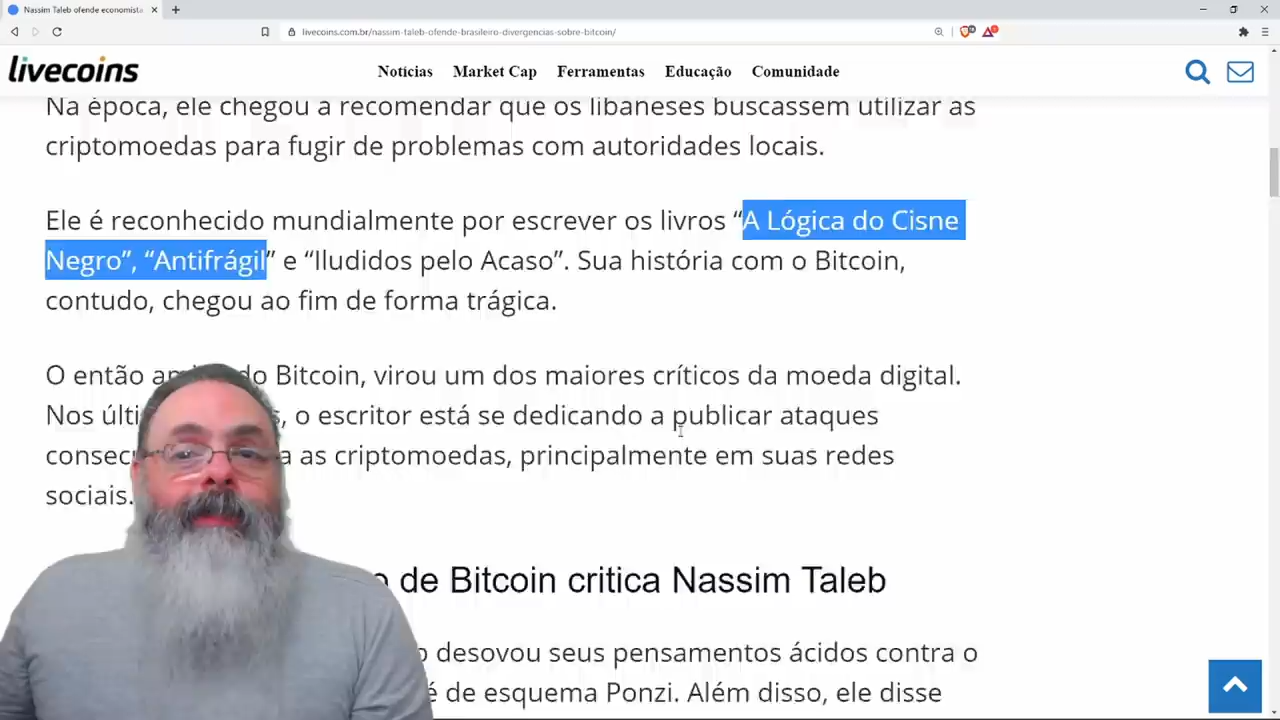 Nassim Taleb ofende economista
livecoins.com.br/nassim-taleb-ofende-brasileiro-divergencias-sobre-bitcoin/
livecoins
Notícias Market Cap Ferramentas Educação Comunidade
Na época, ele chegou a recomendar que os libaneses buscassem utilizar as
criptomoedas para fugir de problemas com autoridades locais.
Ele é reconhecido mundialmente por escrever os livros “A Lógica do Cisne
Negro”, “Antifrágil” e “Iludidos pelo Acaso”. Sua história com o Bitcoin,
contudo, chegou ao fim de forma trágica.
O então do Bitcoin, virou um dos maiores críticos da moeda digital.
Nos o escritor está se dedicando a publicar ataques
as criptomoedas, principalmente em suas redes
sociais.
de Bitcoin critica Nassim Taleb
desovou seus pensamentos ácidos contra o
é de esquema Ponzi. Além disso, ele disse